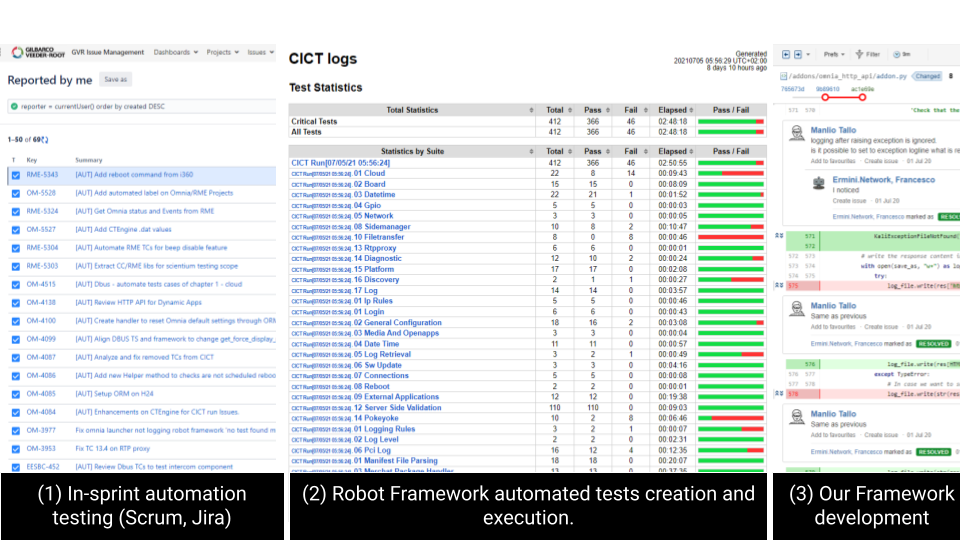 GILBARCO
VEEDER-ROOT
GVR Issue Management
Dashboards
Projects
Issues
Reported by me
Save as
reporter = currentUser() order by created DESC
1-50 of 69
T Key Summary
RME-5343 [AUT] Add reboot command from i360
OM-5528 [AUT] Add automated label on Omnia/RME Projects
RME-5324 [AUT] Get Omnia status and Events from RME
OM-5527 [AUT] Add CTEngine .dat values
RME-5304 [AUT] Automate RME TCs for beep disable feature
RME-5303 [AUT] Extract CC/RME libs for scientium testing scope
OM-4515 [AUT] Dbus - automate tests cases of chapter 1 - cloud
OM-4138 [AUT] Review HTTP API for Dynamic Apps
OM-4100 [AUT] Create handler to reset Omnia default settings through ORM
OM-4099 [AUT] Align DBUS TS and framework to change get_force_display_
OM-4087 [AUT] Analyze and fix removed TCs from CICT
OM-4086 [AUT] Add new Helper method to checks are not scheduled reboo
OM-4085 [AUT] Setup ORM on H24
OM-4084 [AUT] Enhancements on CTEngine for CICT run Issues.
OM-3977 Fix omnia launcher not logging robot framework 'no test found m
OM-3953 Fix TC 13.4 on RTP proxy
EESBC-452 [AUT] Review Dbus TCs to test intercom component
(1) In-sprint automation
testing (Scrum, Jira)
CICT logs
Generated
20210705 05:56:29 UTC+02:00
8 days 10 hours ago
Test Statistics
Total Statistics Total Pass Fail Elapsed Pass / Fail
Critical Tests 412 366 46 02:48:18
All Tests 412 366 46 02:48:18
Statistics by Suite Total Pass Fail Elapsed Pass / Fail
CICT Run[07/05/21 05:56:24] 412 366 46 02:50:55
CICT Run[07/05/21 05:56:24]. 01 Cloud 22 8 14 00:09:43
CICT Run[07/05/21 05:56:24]. 02 Board 15 15 0 00:08:09
CICT Run[07/05/21 05:56:24]. 03 Datetime 22 21 1 00:01:52
CICT Run[07/05/21 05:56:24]. 04 Gpio 5 5 0 00:00:03
CICT Run[07/05/21 05:56:24]. 05 Network 3 3 0 00:00:05
CICT Run[07/05/21 05:56:24]. 08 Sidemanager 10 8 2 00:10:47
CICT Run[07/05/21 05:56:24]. 10 Filetransfer 8 0 8 00:00:46
CICT Run[07/05/21 05:56:24]. 13 Rtpproxy 6 6 0 00:00:01
CICT Run[07/05/21 05:56:24]. 14 Diagnostic 12 10 2 00:00:24
CICT Run[07/05/21 05:56:24]. 15 Platform 17 17 0 00:02:08
CICT Run[07/05/21 05:56:24]. 16 Discovery 2 1 1 00:00:27
CICT Run[07/05/21 05:56:24]. 17 Log 14 14 0 00:03:57
CICT Run[07/05/21 05:56:24]. 01 Ip Rules 5 5 0 00:00:46
CICT Run[07/05/21 05:56:24]. 01 Login 6 6 0 00:00:43
CICT Run[07/05/21 05:56:24]. 02 General Configuration 18 16 2 00:03:08
CICT Run[07/05/21 05:56:24]. 03 Media And Openapps 3 3 0 00:00:04
CICT Run[07/05/21 05:56:24]. 04 Date Time 11 11 0 00:00:57
CICT Run[07/05/21 05:56:24]. 05 Log Retrieval 3 2 1 00:00:49
CICT Run[07/05/21 05:56:24]. 06 Sw Update 3 3 0 00:04:16
CICT Run[07/05/21 05:56:24]. 07 Connections 5 5 0 00:00:08
CICT Run[07/05/21 05:56:24]. 08 Reboot 2 2 0 00:00:01
CICT Run[07/05/21 05:56:24]. 09 External Applications 12 12 0 00:19:38
CICT Run[07/05/21 05:56:24]. 12 Server Side Validation 110 110 0 00:09:03
CICT Run[07/05/21 05:56:24]. 14 Pokeyoke 10 2 8 00:06:46
CICT Run[07/05/21 05:56:24]. 01 Logging Rules 3 2 1 00:00:07
CICT Run[07/05/21 05:56:24]. 02 Log Level 2 2 0 00:02:31
CICT Run[07/05/21 05:56:24]. 06 Pci Log 16 12 4 00:12:35
CICT Run[07/05/21 05:56:24]. 01 Manifest File Parsing 18 18 0 00:20:07
CICT Run[07/05/21 05:56:24]. 03 Merchat Package Handler 13 13 0 00:37:36
(2) Robot Framework automated tests creation and
execution.
Prefs
Filter
/addons/omnia_http_api/addon.py Changed
765673d 9b89610 ac1e69e
571 570 "Check that the
Manlio Tallo
logging after raising exception is ignored.
is it possible to set to exception logline what is re
Add to favourites · Create issue · 01 Jul 20
Ermini.Network, Francesco
I noticed
Create issue · 01 Jul 20
Ermini.Network, Francesco marked as RESOL
571 KaliExceptionFileNotFound(
572
572 573 # write the response content
573 574 with open(save_as, "w+") as lo
574 575 try:
575 log_file.write(res
Manlio Tallo
Same as previous
Add to favourites · Create issue · 01 Jul 20
Ermini.Network, Francesco marked as RESOLVED
576 log_file.write(res
576 577 except TypeError:
577 578 # In case we want to s
578 log_file.write(str(res
Manlio Tallo
Same as previous
Add to favourites · Create issue · 01 Jul 20
Ermini.Network, Francesco marked as RESOLVED
(3) Our Framework
development